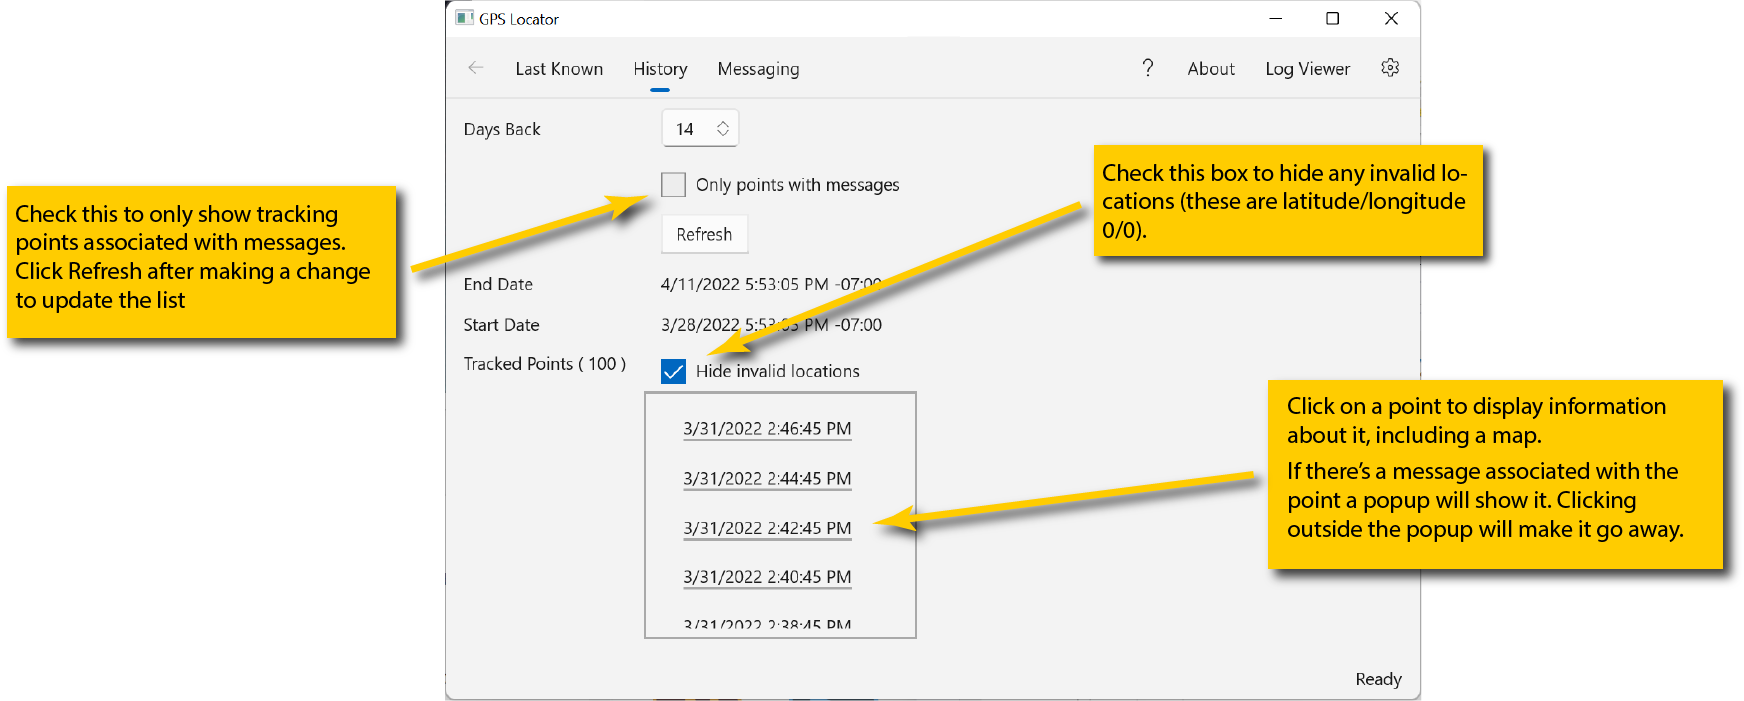 GPS Locator
Last Known History Messaging ? About Log Viewer
Days Back 14
Only points with messages
Refresh
End Date 4/11/2022 5:53:05 PM -07:00
Start Date 3/28/2022 5:53:05 PM -07:00
Tracked Points ( 100 ) Hide invalid locations
3/31/2022 2:46:45 PM
3/31/2022 2:44:45 PM
3/31/2022 2:42:45 PM
3/31/2022 2:40:45 PM
3/31/2022 2:38:45 PM
Ready
Check this to only show tracking
points associated with messages.
Click Refresh after making a change
to update the list
Check this box to hide any invalid lo-
cations (these are latitude/longitude
0/0).
Click on a point to display information
about it, including a map.
If there’s a message associated with the
point a popup will show it. Clicking
outside the popup will make it go away.